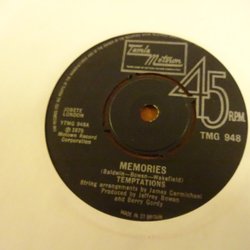 Tamla Motown
45 RPM
JOBETE
LONDON
YTMG 948A
℗ 1975
Motown Record
Corporation
TMG 948
MEMORIES
(Baldwin-Bowen-Wakefield)
TEMPTATIONS
String arrangements by James Carmichael
Produced by Jeffrey Bowen
and Berry Gordy
MADE IN GT BRITAIN